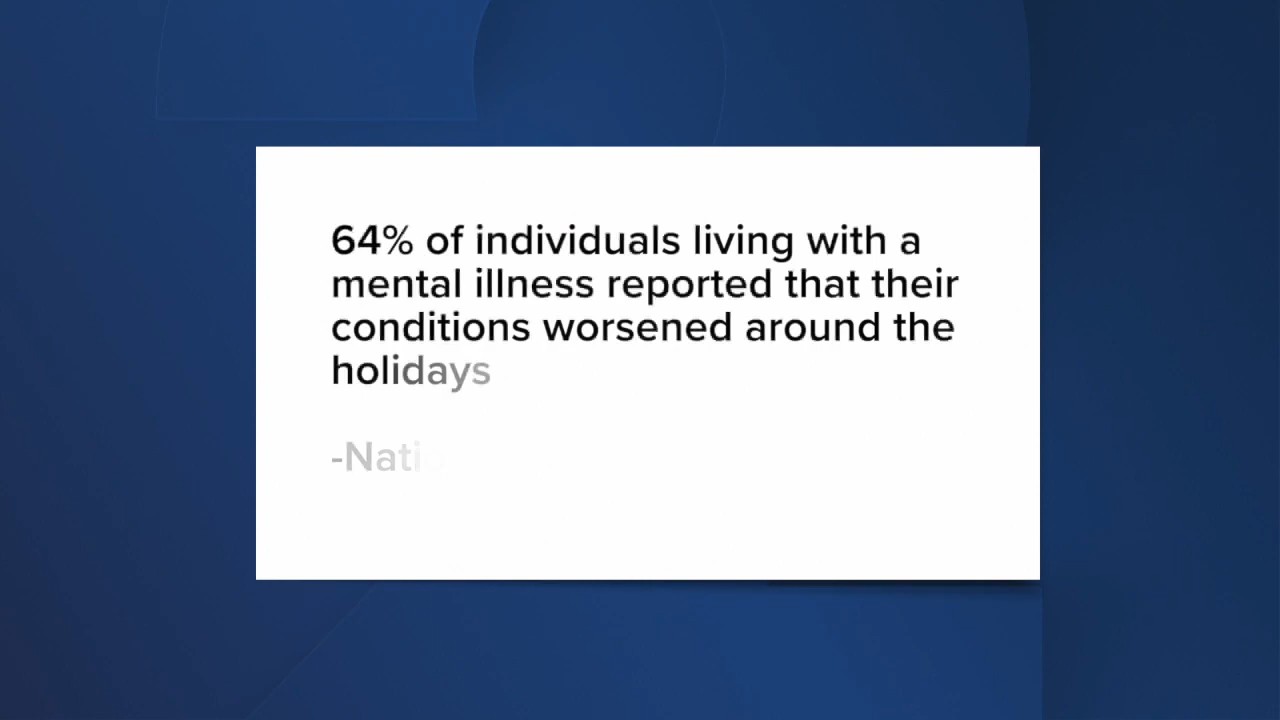 64% of individuals living with a
mental illness reported that their
conditions worsened around the
holidays